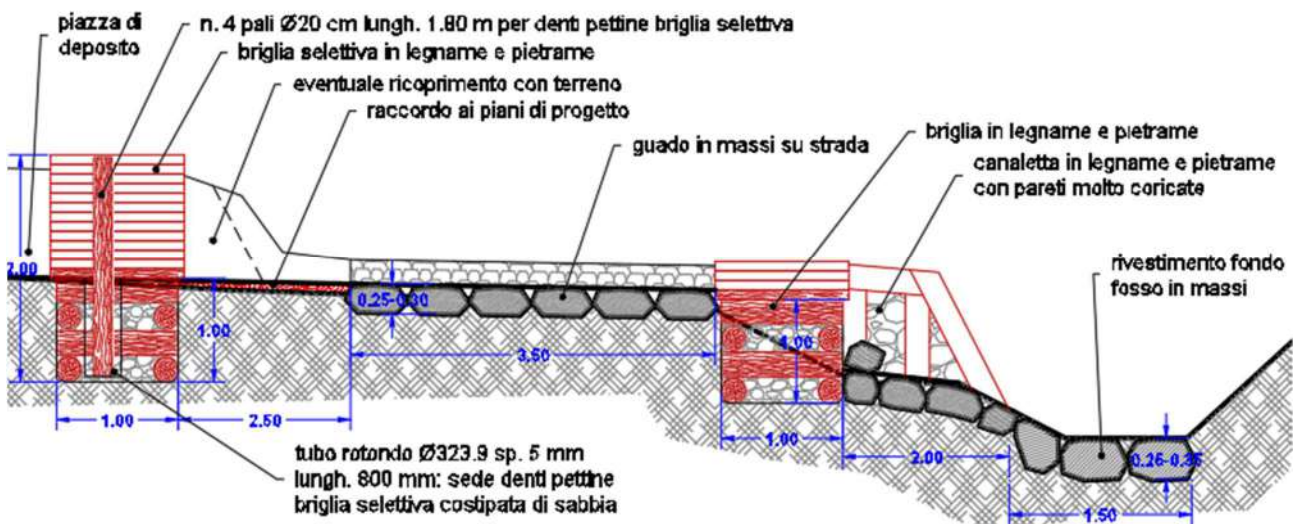 piazza di
deposito
n. 4 pali Ø20 cm lungh. 1.80 m per denti pettine briglia selettiva
briglia selettiva in legname e pietrame
eventuale ricoprimento con terreno
raccordo ai piani di progetto
guado in massi su strada
briglia in legname e pietrame
canaletta in legname e pietrame
con pareti molto coricate
rivestimento fondo
fosso in massi
2.00
1.00
0.25-0.30
3.50
1.00
1.00
2.50
1.00
2.00
0.25-0.35
1.50
tubo rotondo Ø323.9 sp. 5 mm
lungh. 800 mm: sede denti pettine
briglia selettiva costipata di sabbia